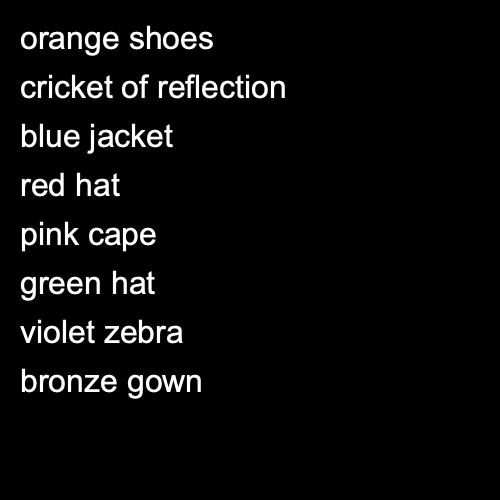 orange shoes
cricket of reflection
blue jacket
red hat
pink cape
green hat
violet zebra
bronze gown